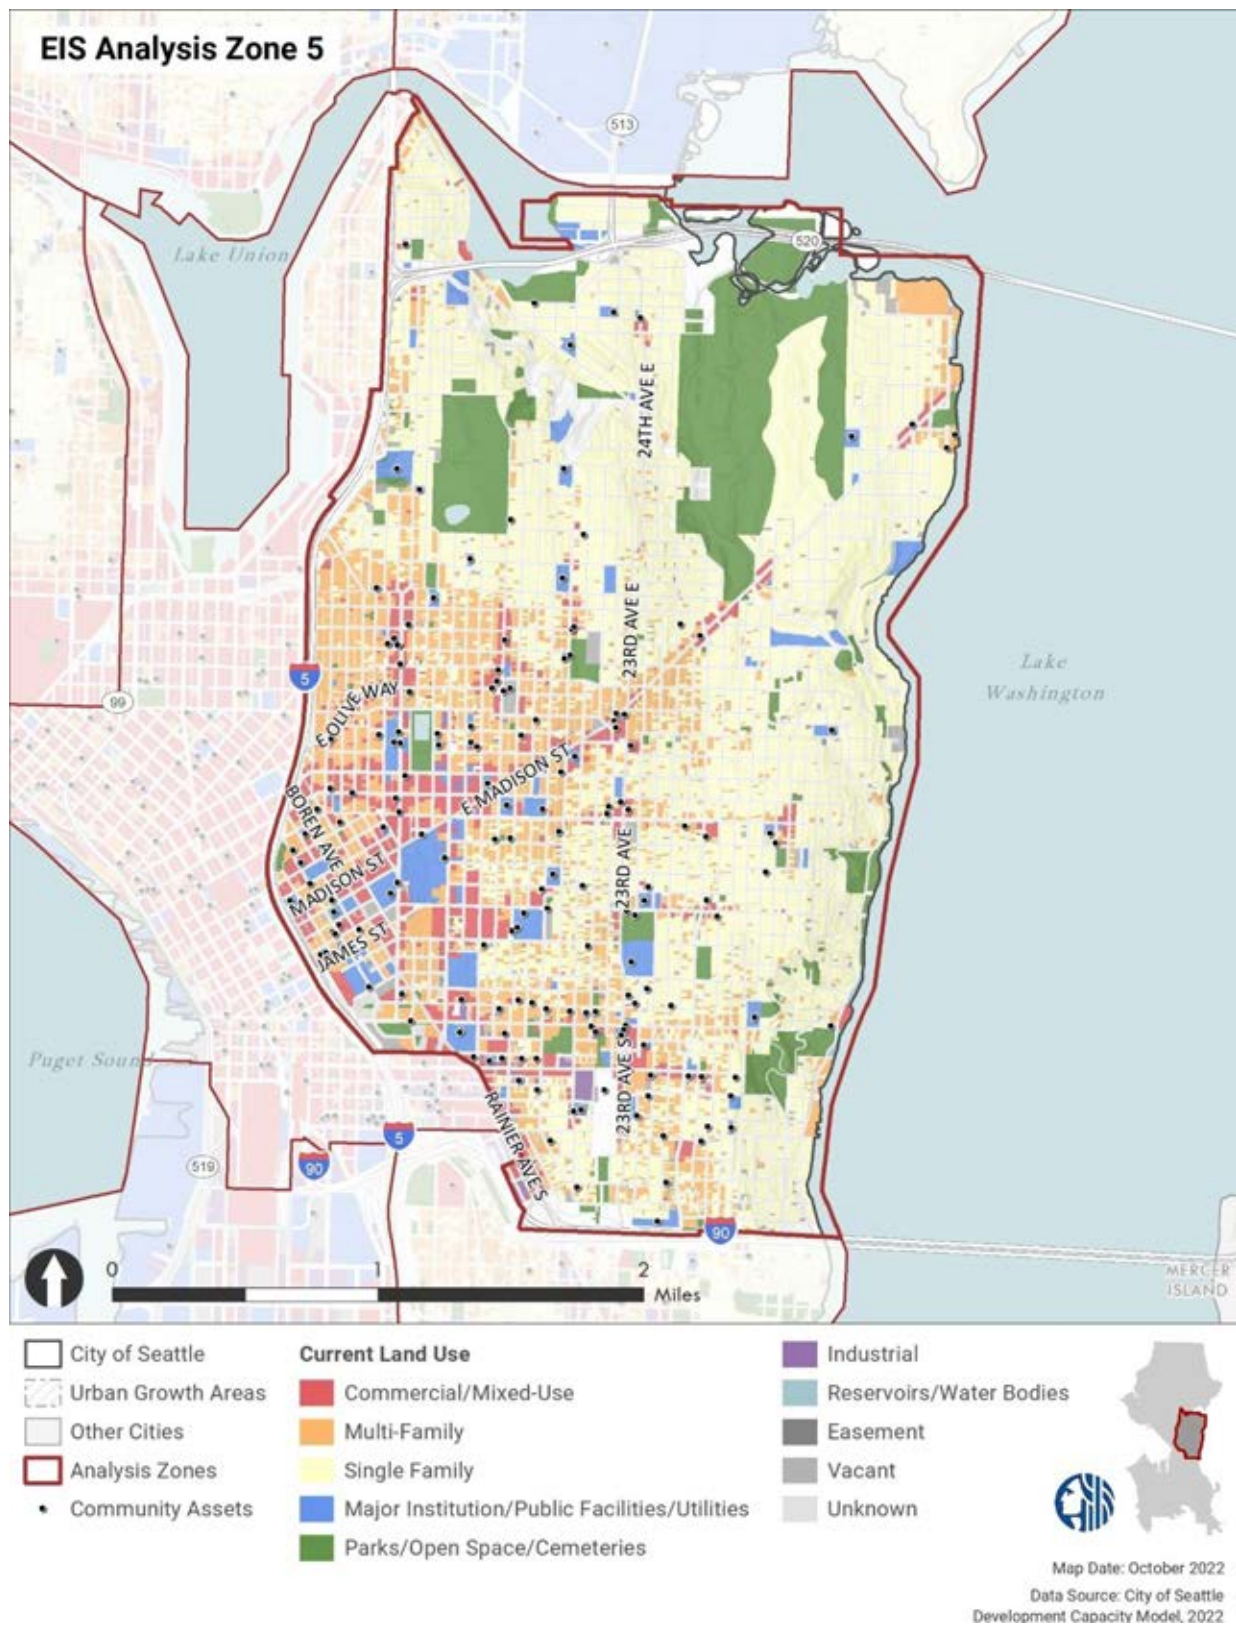 EIS Analysis Zone 5
513
Lake Union
520
24TH AVE E
23RD AVE E
Lake
Washington
5
99
E OLIVE WAY
E MADISON ST
BOREN AVE
MADISON ST
23RD AVE
JAMES ST
Puget Sound
23RD AVE S
RAINIER AVE S
5
90
519
90
0
1
2
Miles
MERCER
ISLAND
City of Seattle
Urban Growth Areas
Other Cities
Analysis Zones
Community Assets
Current Land Use
Commercial/Mixed-Use
Multi-Family
Single Family
Major Institution/Public Facilities/Utilities
Parks/Open Space/Cemeteries
Industrial
Reservoirs/Water Bodies
Easement
Vacant
Unknown
Map Date: October 2022
Data Source: City of Seattle
Development Capacity Model, 2022